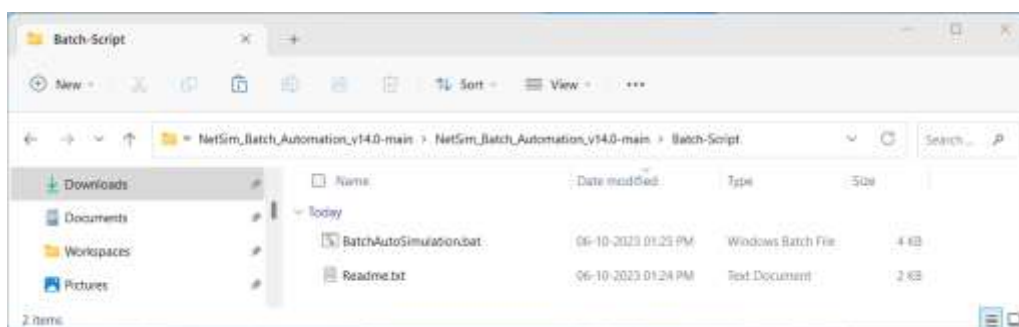 Batch-Script
New
Sort
View
NetSim_Batch_Automation_v14.0-main > NetSim_Batch_Automation_v14.0-main > Batch-Script
Search...
Downloads
Documents
Workspaces
Pictures
Name Date modified Type Size
Today
BatchAutoSimulation.bat 06-10-2023 01:25 PM Windows Batch File 4 KB
Readme.txt 06-10-2023 01:24 PM Text Document 2 KB
2 items